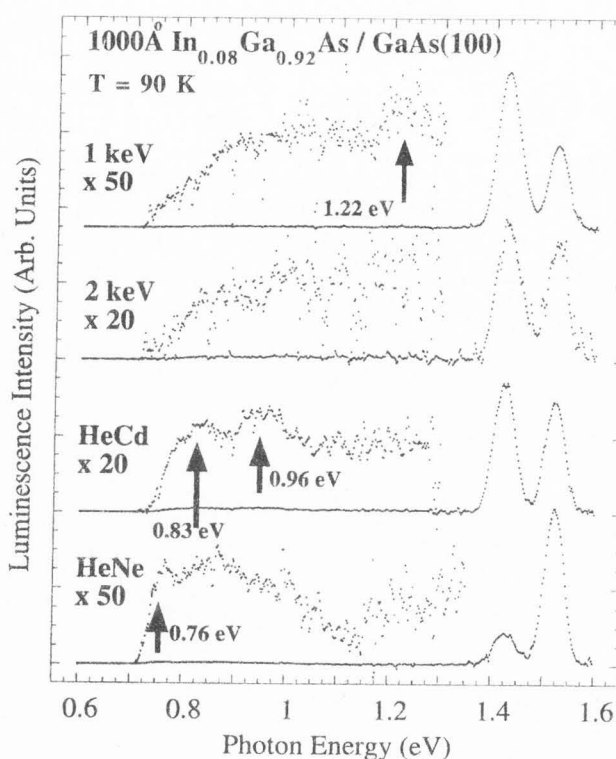 1000Å In0.08Ga0.92As / GaAs(100)
T = 90 K
1 keV
x 50
1.22 eV
2 keV
x 20
HeCd
x 20
0.96 eV
0.83 eV
HeNe
x 50
0.76 eV
Luminescence Intensity (Arb. Units)
0.6 0.8 1 1.2 1.4 1.6
Photon Energy (eV)